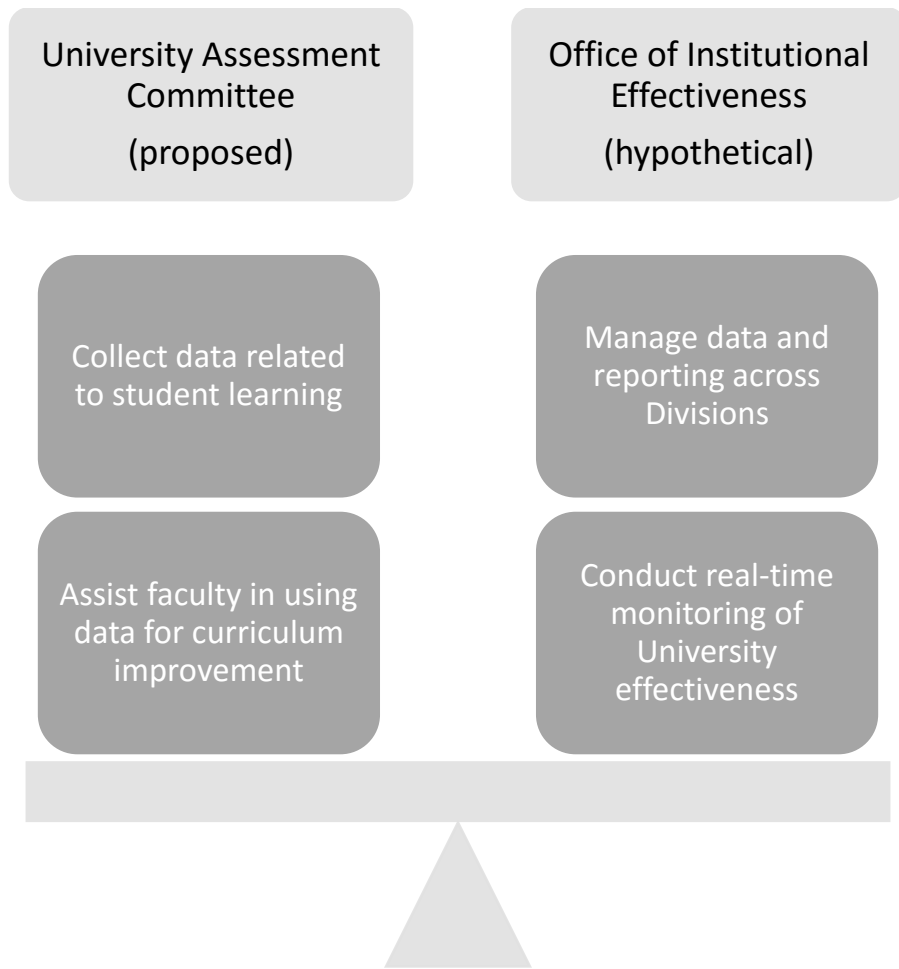 University Assessment
Committee
(proposed)
Office of Institutional
Effectiveness
(hypothetical)
Collect data related
to student learning
Manage data and
reporting across
Divisions
Assist faculty in using
data for curriculum
improvement
Conduct real-time
monitoring of
University
effectiveness